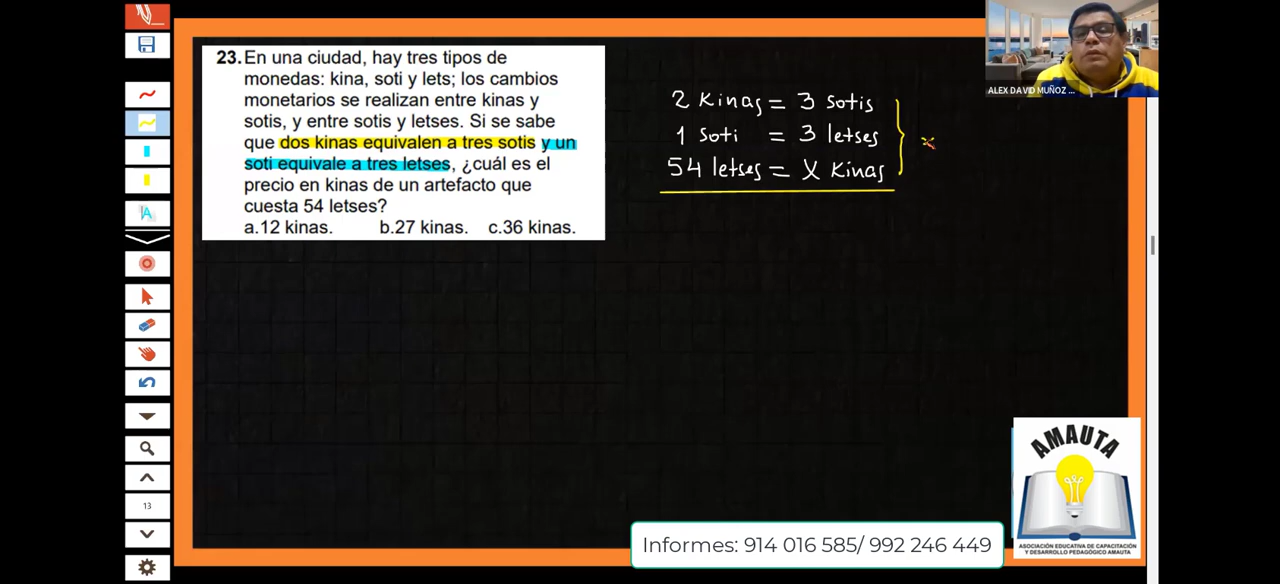 ALEX DAVID MUÑOZ ...
23. En una ciudad, hay tres tipos de
monedas: kina, soti y lets; los cambios
monetarios se realizan entre kinas y
sotis, y entre sotis y letses. Si se sabe
que dos kinas equivalen a tres sotis y un
soti equivale a tres letses, ¿cuál es el
precio en kinas de un artefacto que
cuesta 54 letses?
a.12 kinas. b.27 kinas. c.36 kinas.
2 Kinas = 3 sotis
1 Soti = 3 letses
54 letses = X Kinas
×
A
13
AMAUTA
ASOCIACIÓN EDUCATIVA DE CAPACITACIÓN
Y DESARROLLO PEDAGÓGICO AMAUTA
Informes: 914 016 585/ 992 246 449